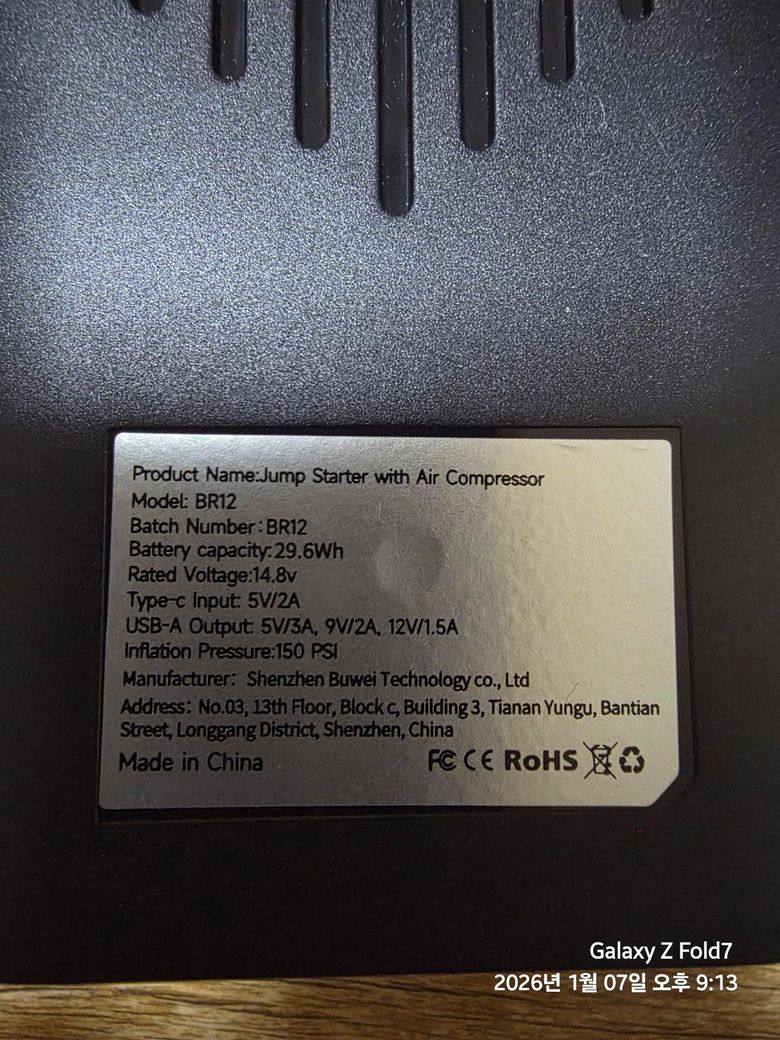 Product Name:Jump Starter with Air Compressor
Model: BR12
Batch Number:BR12
Battery capacity:29.6Wh
Rated Voltage:14.8v
Type-c Input: 5V/2A
USB-A Output: 5V/3A, 9V/2A, 12V/1.5A
Inflation Pressure:150 PSI
Manufacturer: Shenzhen Buwei Technology co., Ltd
Address: No.03, 13th Floor, Block c, Building 3, Tianan Yungu, Bantian
Street, Longgang District, Shenzhen, China
Made in China FC CE RoHS
Galaxy Z Fold7
2026년 1월 07일 오후 9:13